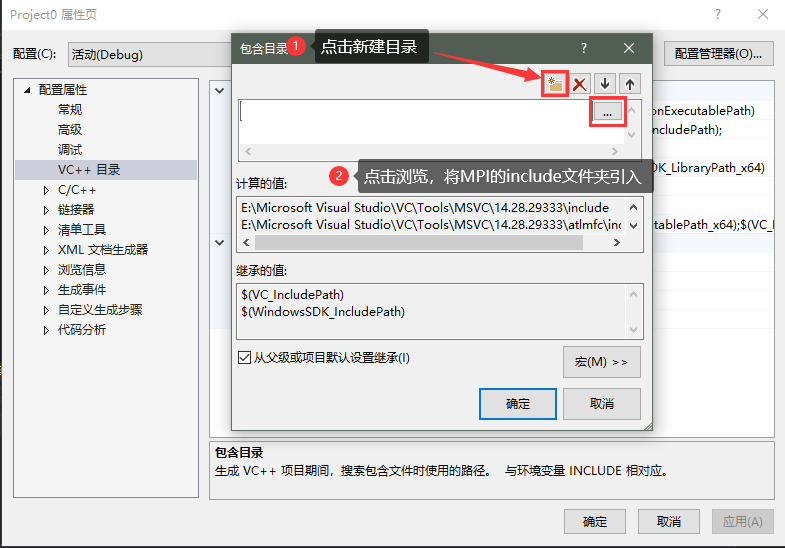 Project0 属性页
配置(C):
活动(Debug)
配置管理器(O)...
包含目录
1
点击新建目录
...
2
点击浏览，将MPI的include文件夹引入
计算的值:
E:\Microsoft Visual Studio\VC\Tools\MSVC\14.28.29333\include
E:\Microsoft Visual Studio\VC\Tools\MSVC\14.28.29333\atlmfc\inc
继承的值:
$(VC_IncludePath)
$(WindowsSDK_IncludePath)
从父级或项目默认设置继承(I)
宏(M) >>
确定
取消
配置属性
常规
高级
调试
VC++ 目录
C/C++
链接器
清单工具
XML 文档生成器
浏览信息
生成事件
自定义生成步骤
代码分析
onExecutablePath)
ncludePath);
DK_LibraryPath_x64)
tablePath_x64);$(VC_I
包含目录
生成 VC++ 项目期间，搜索包含文件时使用的路径。 与环境变量 INCLUDE 相对应。
确定
取消
应用(A)